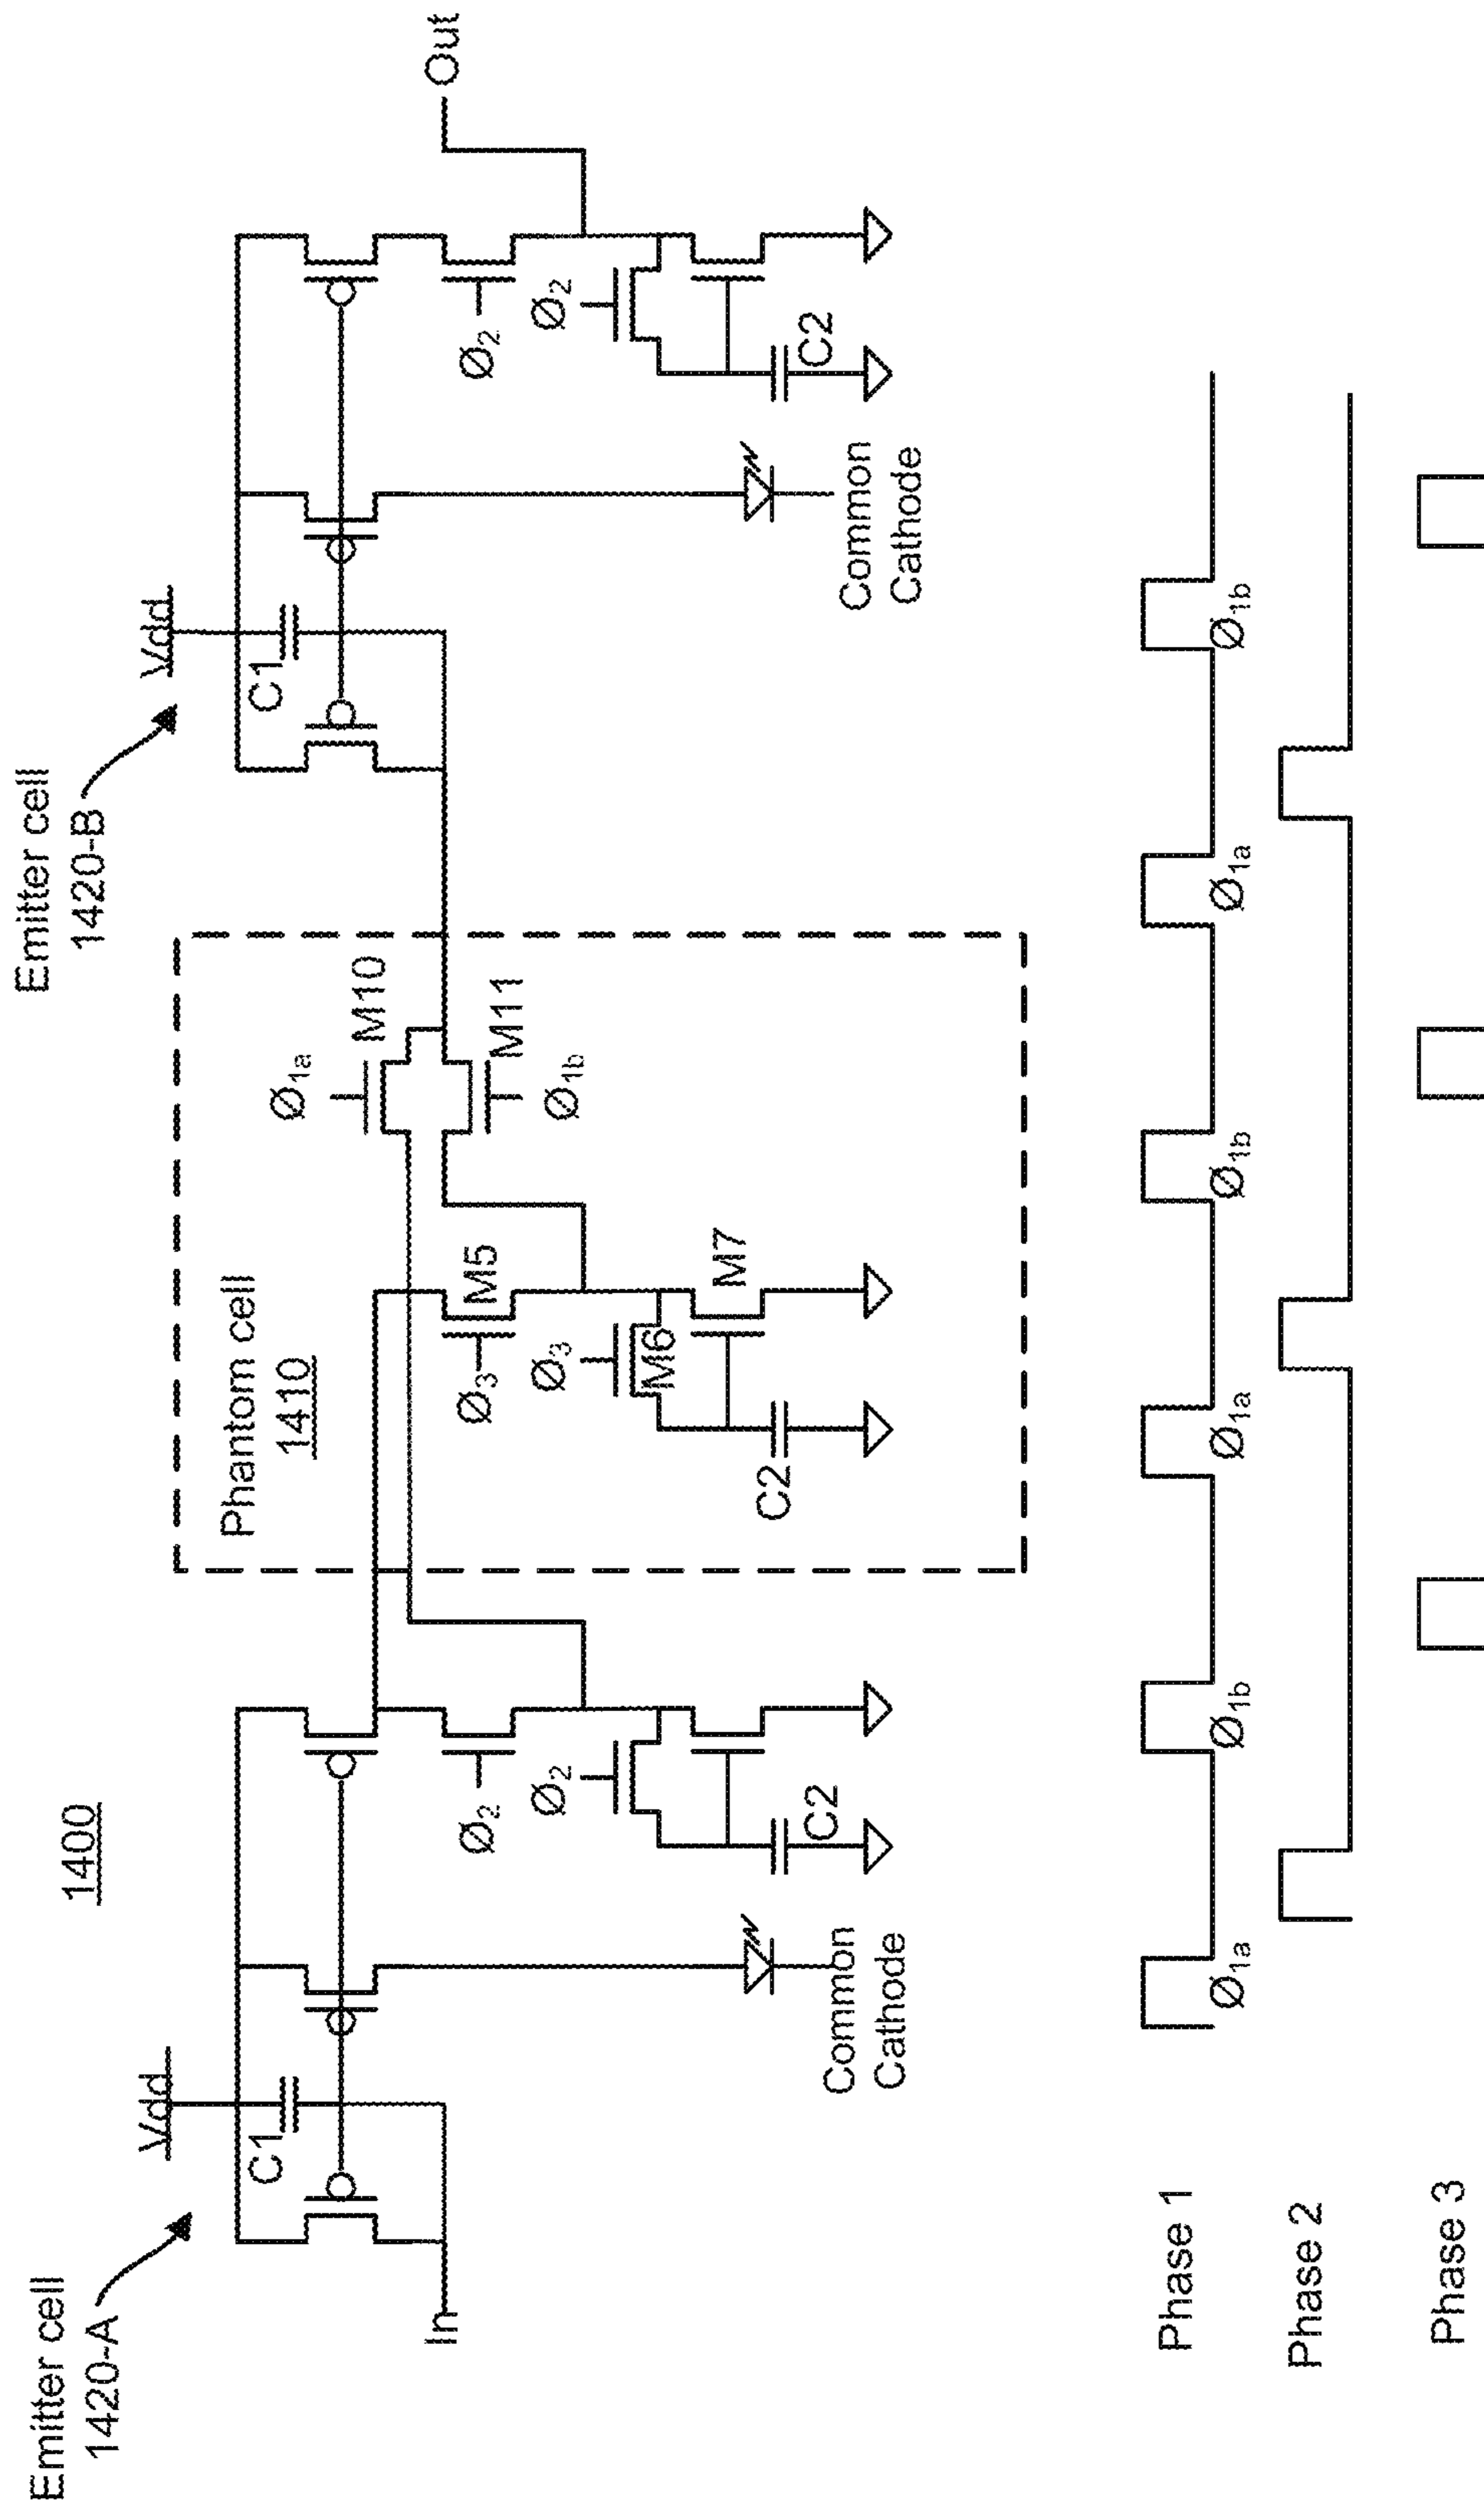 1400
Emitter cell
1420-A
Emitter cell
1420-B
Vdd
C1
In
Common
Cathode
Ø2
Ø2
C2
Phantom cell
1410
Ø3
M5
Ø3
M6
M7
C2
Ø1a
M10
M11
Ø1b
Vdd
C1
Common
Cathode
Ø2
Ø2
C2
Out
Phase 1
Ø1a
Ø1b
Ø1a
Ø1b
Ø1a
Ø1b
Phase 2
Phase 3